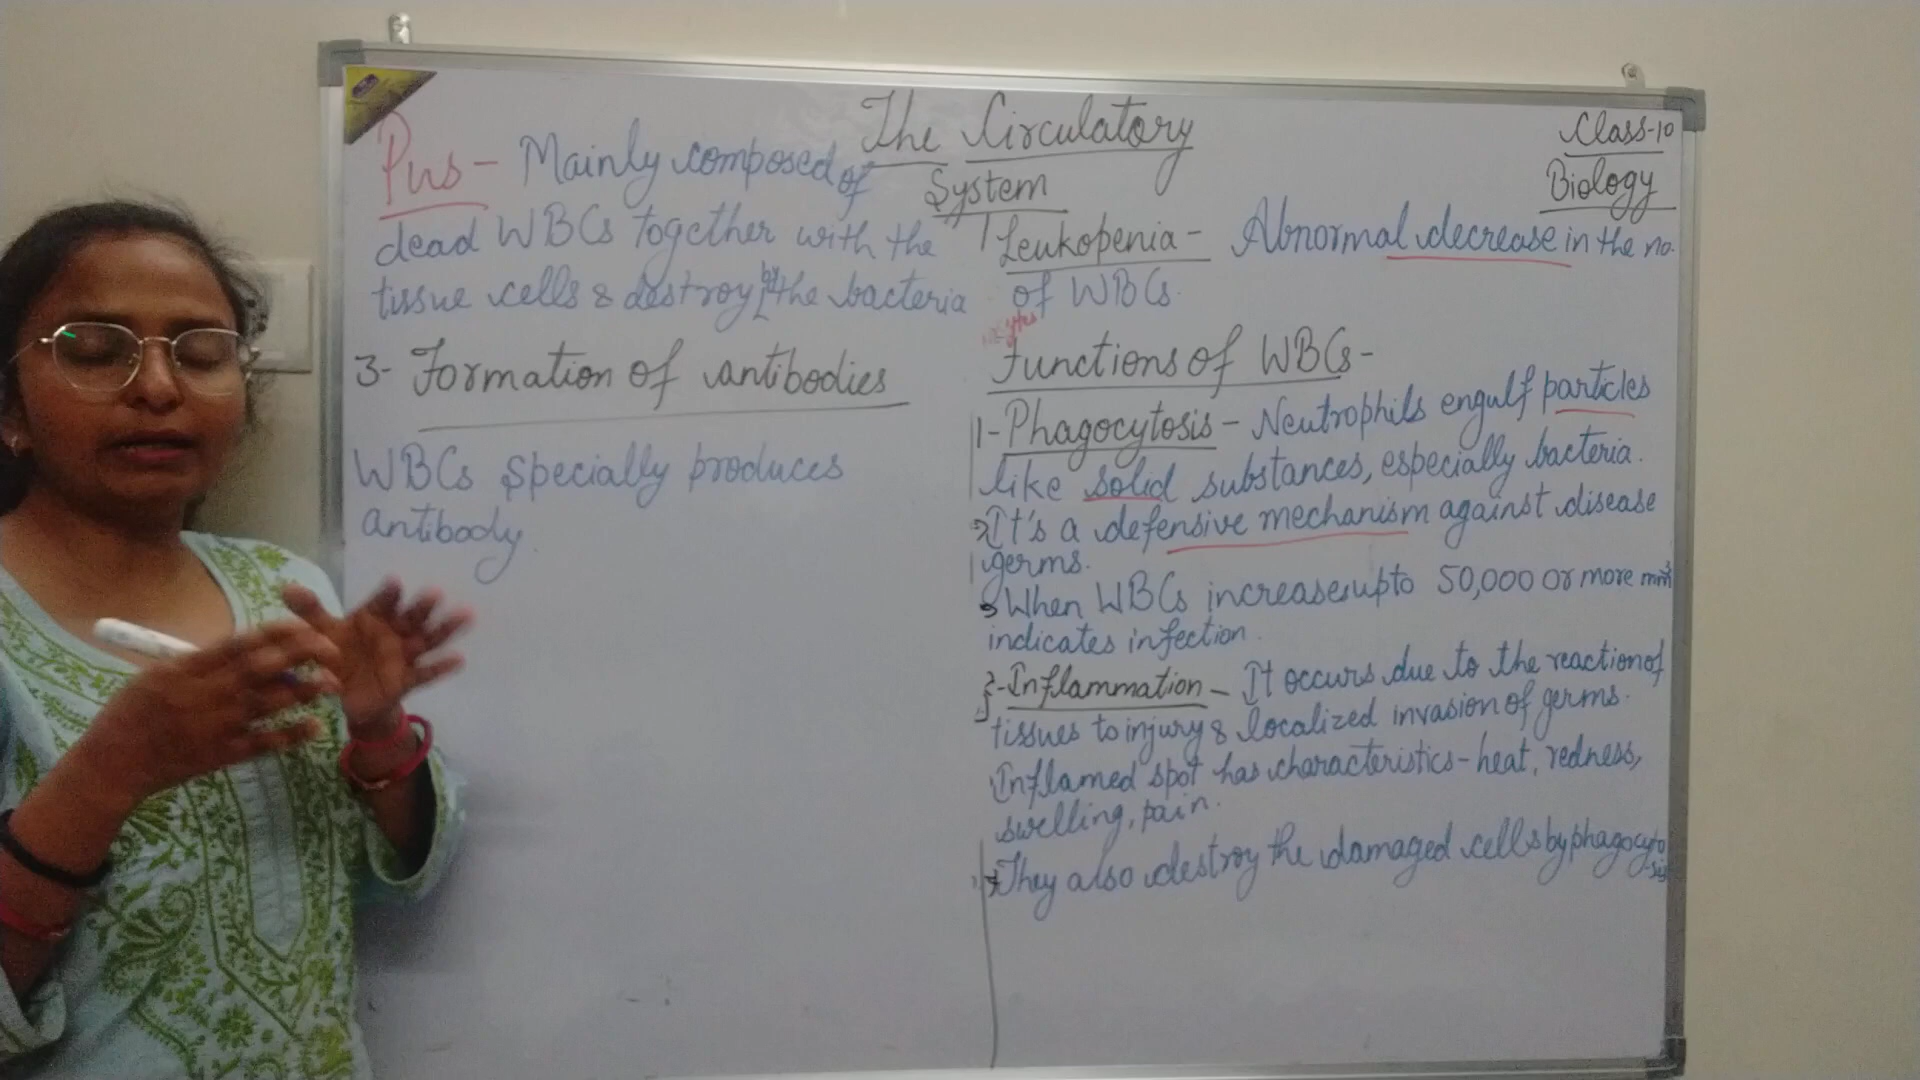 The Circulatory
System
Class-10
Biology
Pus - Mainly composed of
dead WBCs together with the
tissue cells & destroy by the bacteria
3- Formation of antibodies
WBCs specially produces
antibody.
Leukopenia - Abnormal decrease in the no.
of WBCs.
Functions of WBCs-
1- Phagocytosis - Neutrophils engulf particles
like solid substances, especially bacteria.
It's a defensive mechanism against disease
germs.
When WBCs increases upto 50,000 or more mm³
indicates infection.
2- Inflammation - It occurs due to the reaction of
tissues to injury & localized invasion of germs.
Inflamed spot has characteristics - heat, redness,
swelling, pain.
They also destroy the damaged cells by phagocyto
-sis